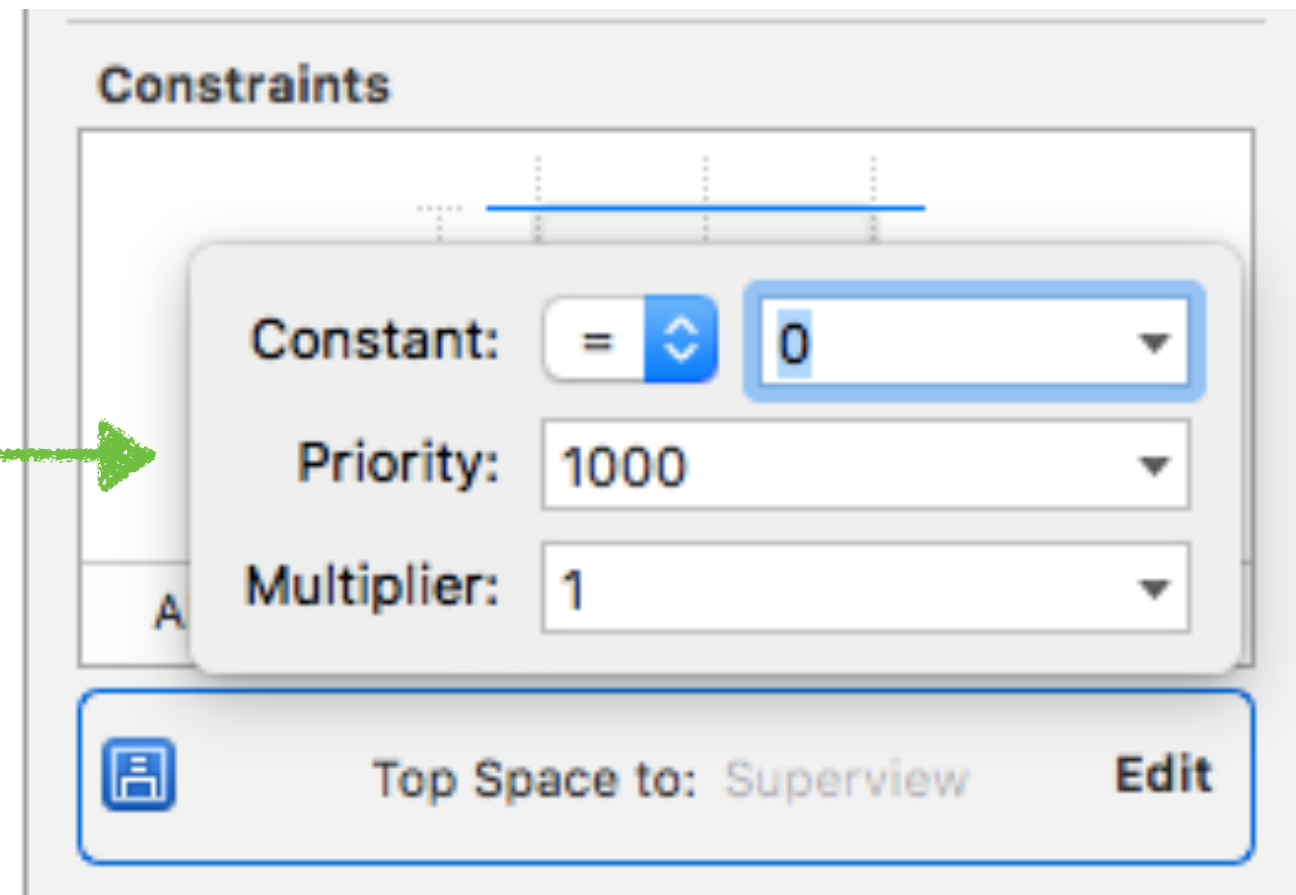 Constraints
Constant: = 0
Priority: 1000
Multiplier: 1
A
Top Space to: Superview Edit